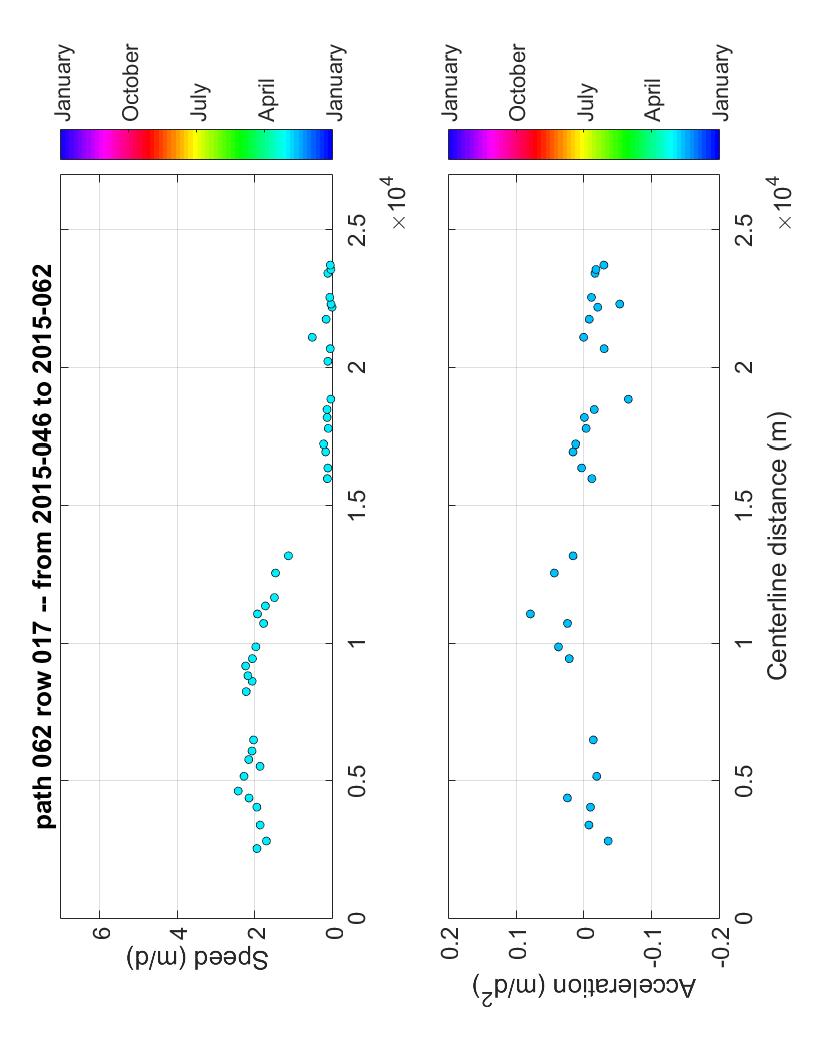 path 062 row 017 -- from 2015-046 to 2015-062
Speed (m/d)
6
4
2
0
0
0.5
1
1.5
2
2.5
×10⁴
January
October
July
April
January
Acceleration (m/d²)
0.2
0.1
0
-0.1
-0.2
0
0.5
1
1.5
2
2.5
×10⁴
Centerline distance (m)
January
October
July
April
January